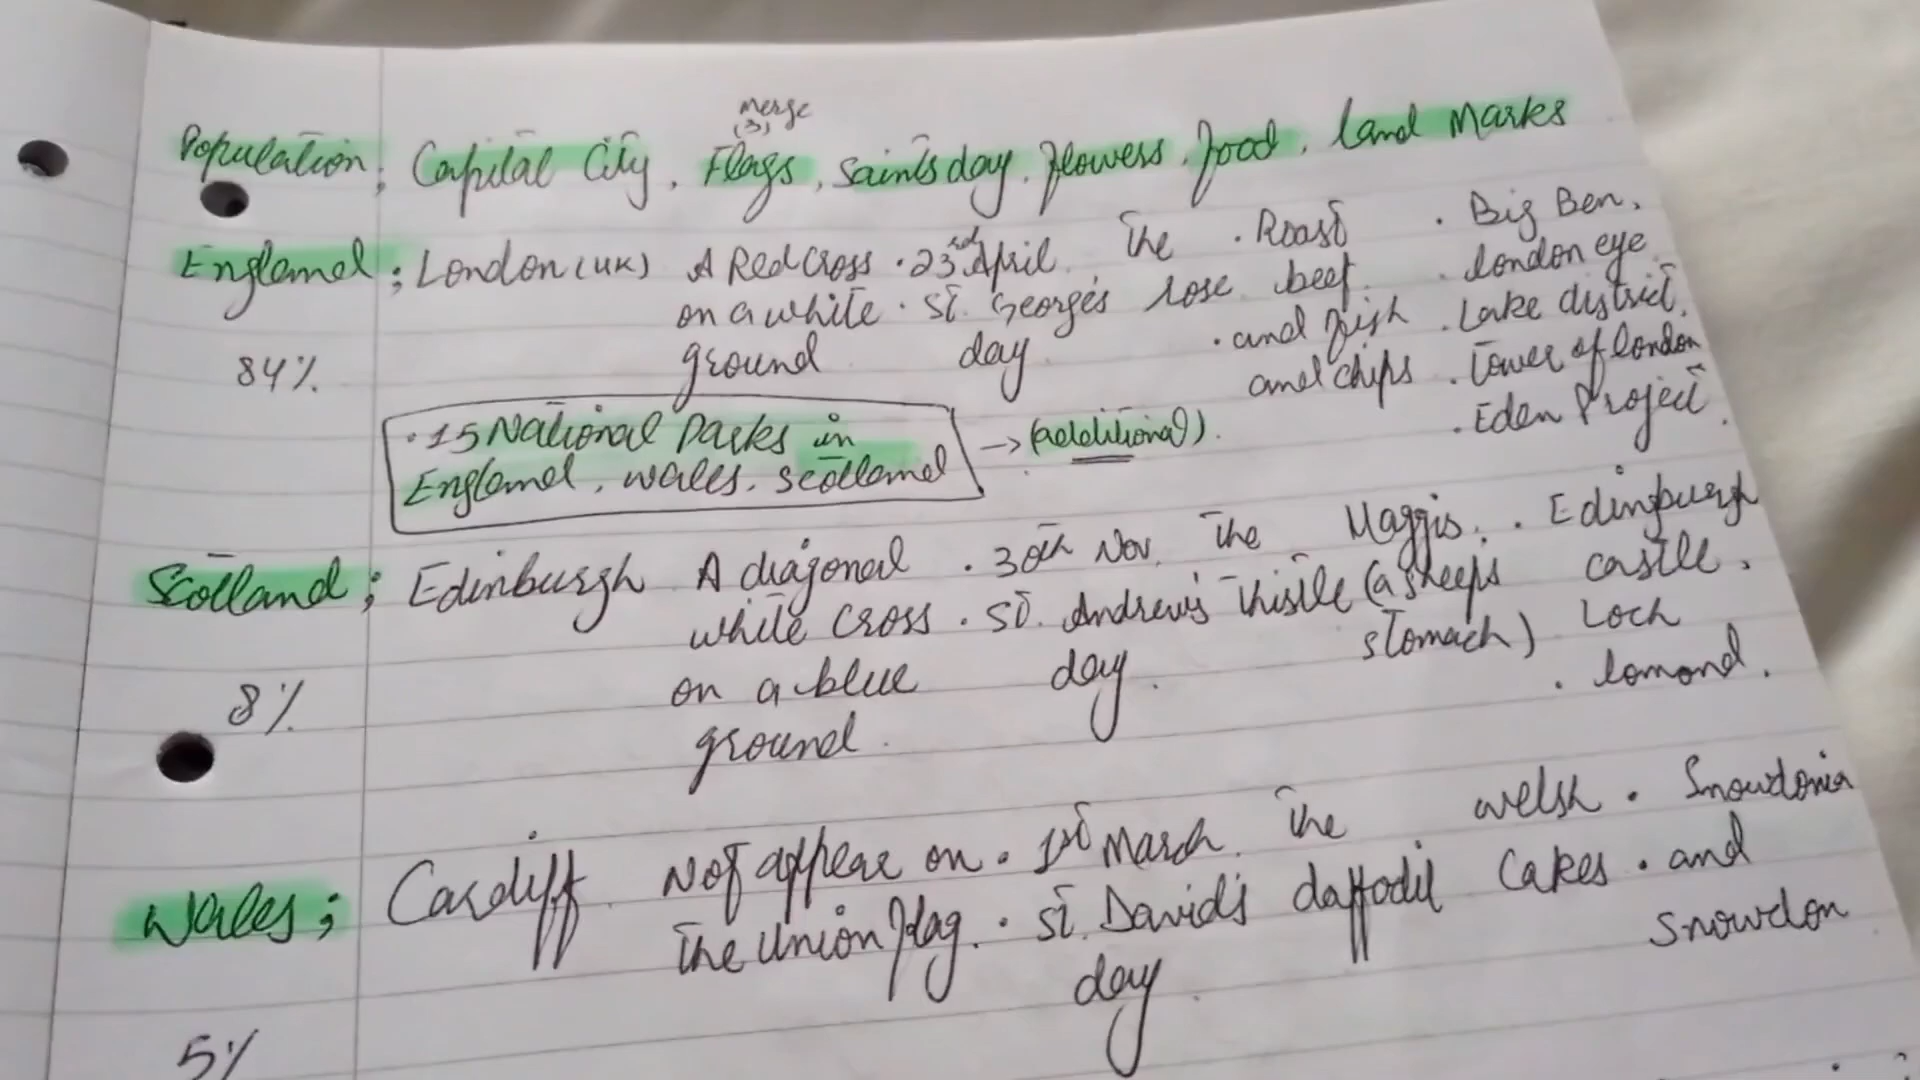 merge
(3)
Population; Capital City, Flags, Saints day, flowers, food, land Marks
England; London (UK) A Red Cross · 23rd April The · Roast · Big Ben,
on a white · St. George's rose beef · london eye
ground day · and fish · Lake district,
84% and chips · Tower of london
· 15 National Parks in → (additional). · Eden Project
England, Wales, Scotland
Scotland; Edinburgh A diagonal · 30th Nov, The Haggis · Edinburgh
white cross · St. Andrew's thistle (a sheeps castle,
8% on a blue day stomach) Loch
ground · lomond.
Wales; Cardiff Not appear on · 1st March The welsh · Snowdonia
The Union flag · St. David's daffodil Cakes · and
day snowdon
5%